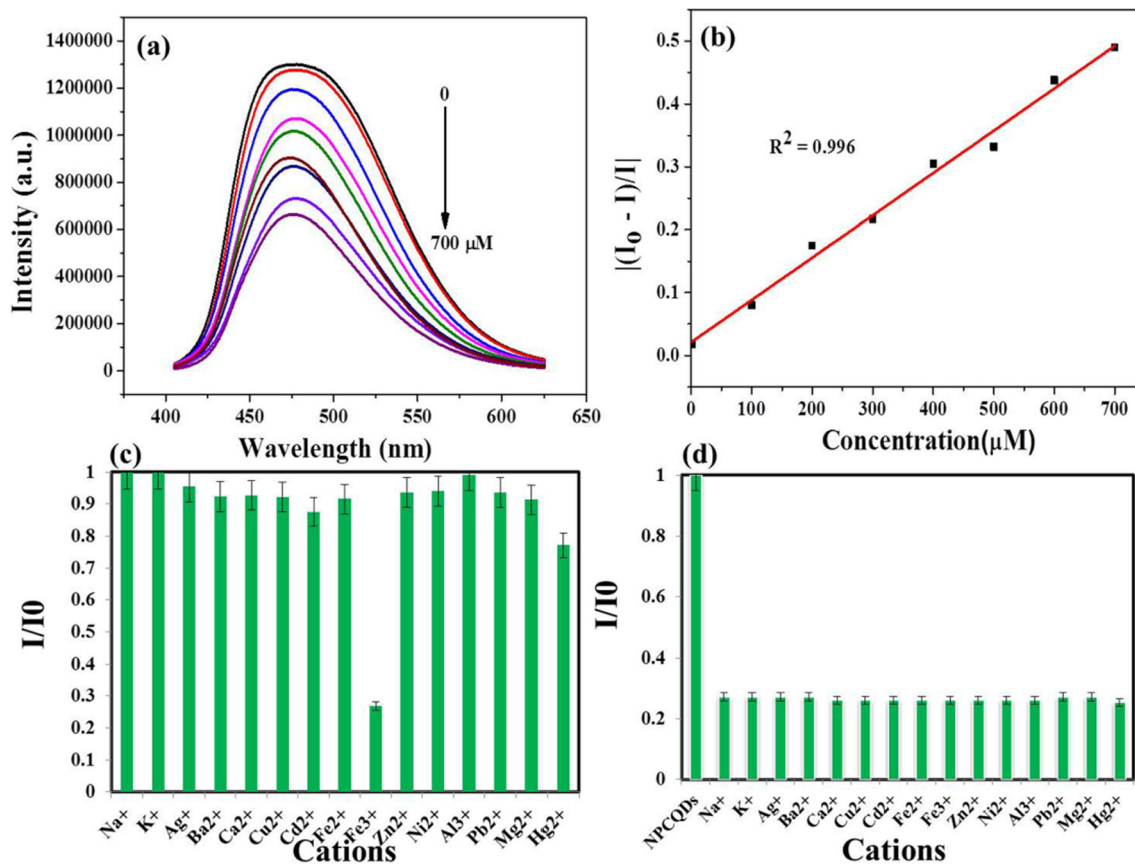 (a)
Intensity (a.u.)
1400000
1200000
1000000
800000
600000
400000
200000
0
0
700 µM
400 450 500 550 600 650
Wavelength (nm)
(b)
|(Io - I)/I|
0.5
0.4
0.3
0.2
0.1
0.0
R2 = 0.996
0 100 200 300 400 500 600 700
Concentration(µM)
(c)
I/I0
1
0.9
0.8
0.7
0.6
0.5
0.4
0.3
0.2
0.1
0
Na+ K+ Ag+ Ba2+ Ca2+ Cu2+ Cd2+ Fe2+ Fe3+ Zn2+ Ni2+ Al3+ Pb2+ Mg2+ Hg2+
Cations
(d)
I/I0
1
0.8
0.6
0.4
0.2
0
NPCQDs Na+ K+ Ag+ Ba2+ Ca2+ Cu2+ Cd2+ Fe2+ Fe3+ Zn2+ Ni2+ Al3+ Pb2+ Mg2+ Hg2+
Cations